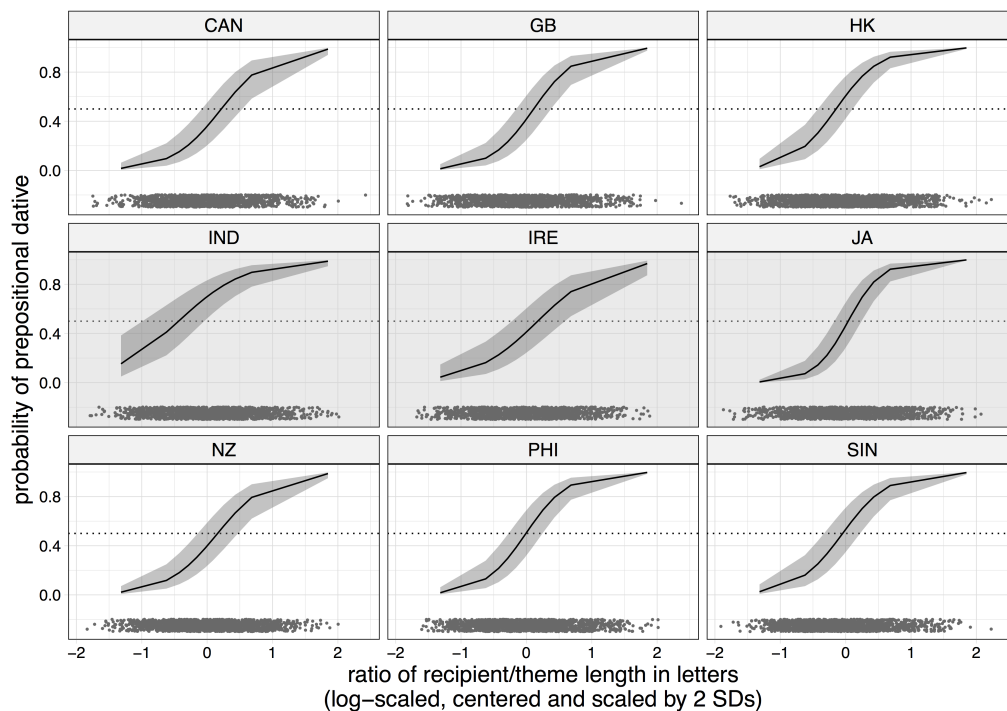 CAN GB HK
0.8
0.4
0.0
IND IRE JA
0.8
0.4
0.0
NZ PHI SIN
0.8
0.4
0.0
−2 −1 0 1 2 −2 −1 0 1 2 −2 −1 0 1 2
probability of prepositional dative
ratio of recipient/theme length in letters
(log−scaled, centered and scaled by 2 SDs)